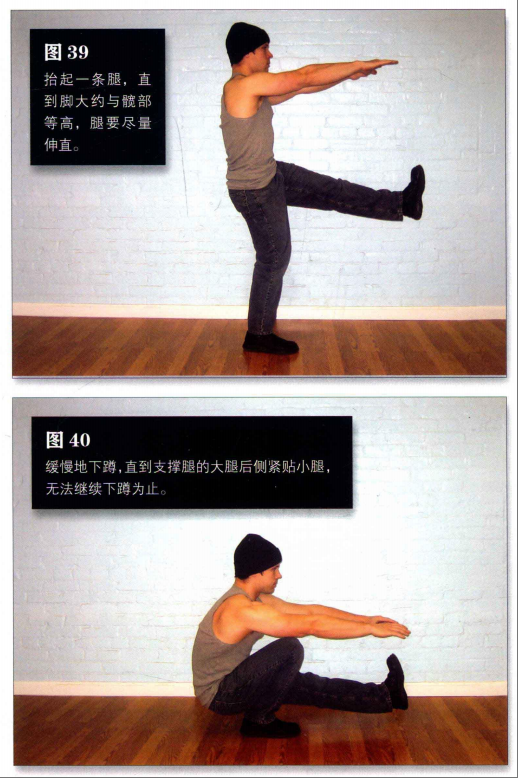 图 39
抬起一条腿，直
到脚大约与髋部
等高，腿要尽量
伸直。
图 40
缓慢地下蹲，直到支撑腿的大腿后侧紧贴小腿，
无法继续下蹲为止。